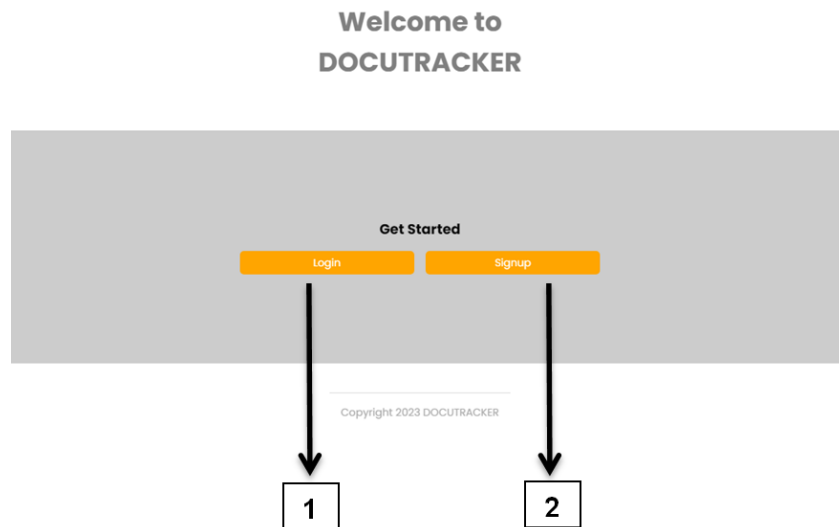 Welcome to
DOCUTRACKER
Get Started
Login Signup
Copyright 2023 DOCUTRACKER
1 2